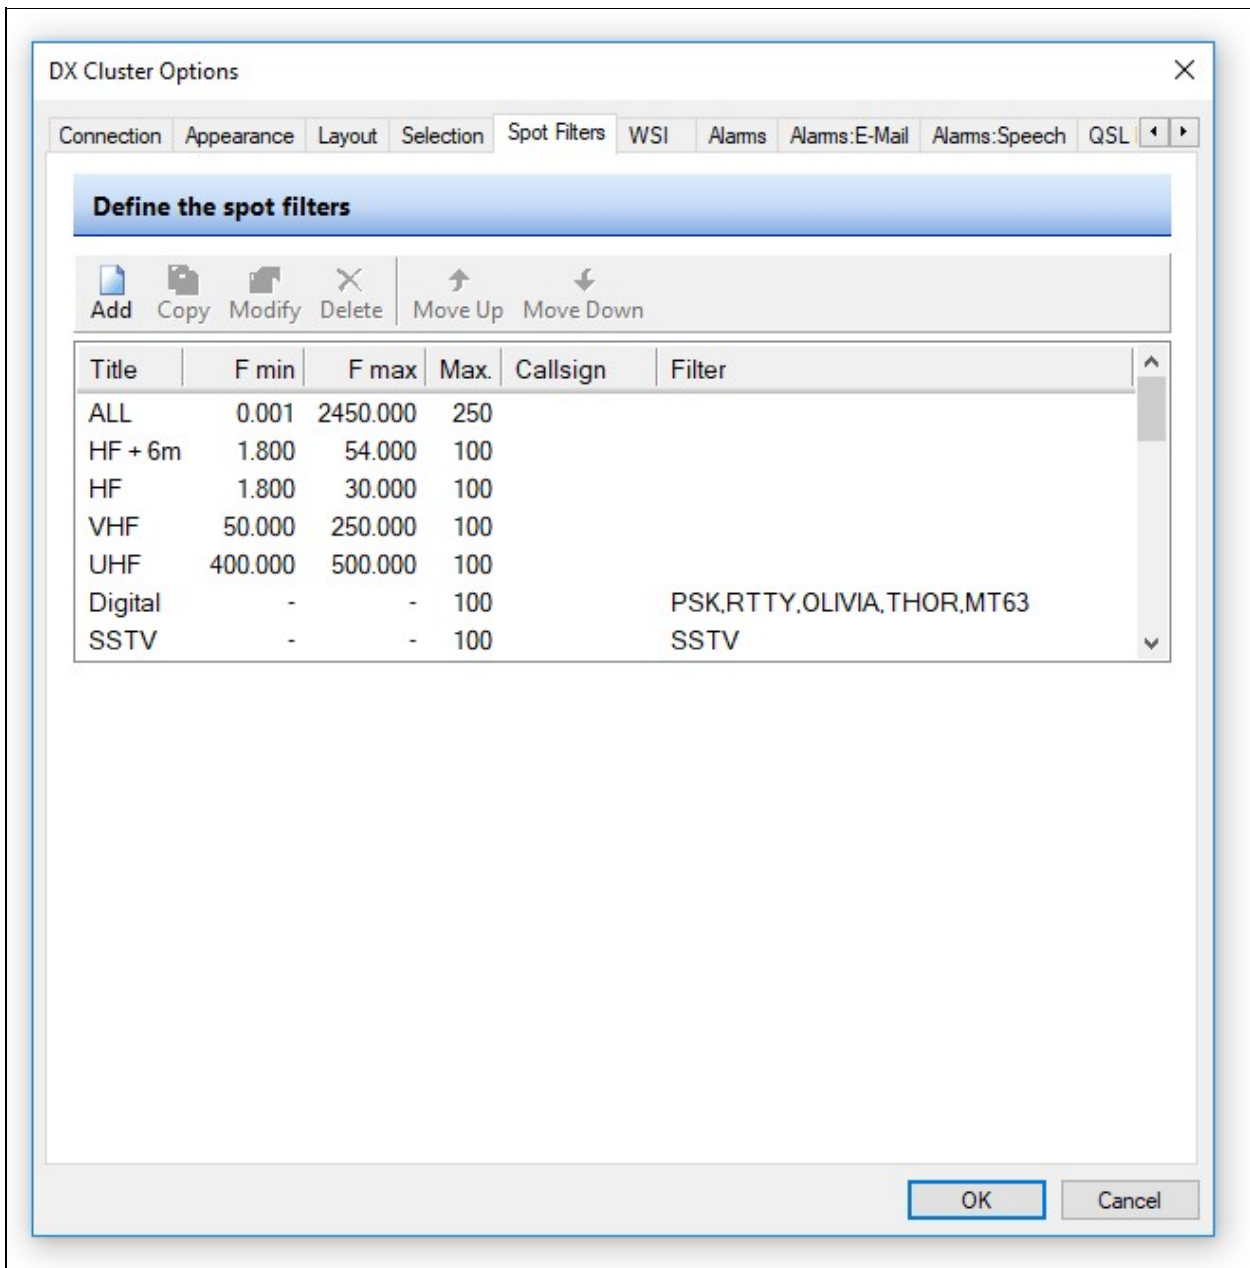 DX Cluster Options
Connection Appearance Layout Selection Spot Filters WSI Alarms Alarms:E-Mail Alarms:Speech QSL
Define the spot filters
Add Copy Modify Delete Move Up Move Down
Title F min F max Max. Callsign Filter
ALL 0.001 2450.000 250
HF + 6m 1.800 54.000 100
HF 1.800 30.000 100
VHF 50.000 250.000 100
UHF 400.000 500.000 100
Digital - - 100 PSK,RTTY,OLIVIA,THOR,MT63
SSTV - - 100 SSTV
OK Cancel